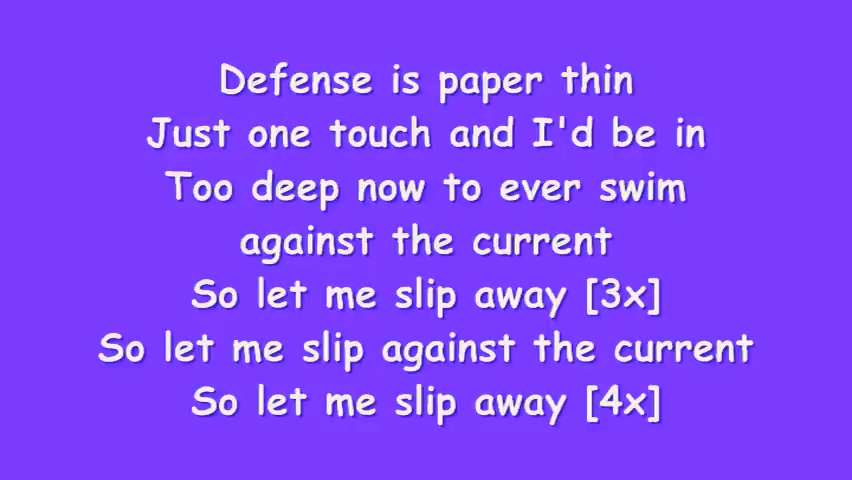 Defense is paper thin
Just one touch and I'd be in
Too deep now to ever swim
against the current
So let me slip away [3x]
So let me slip against the current
So let me slip away [4x]